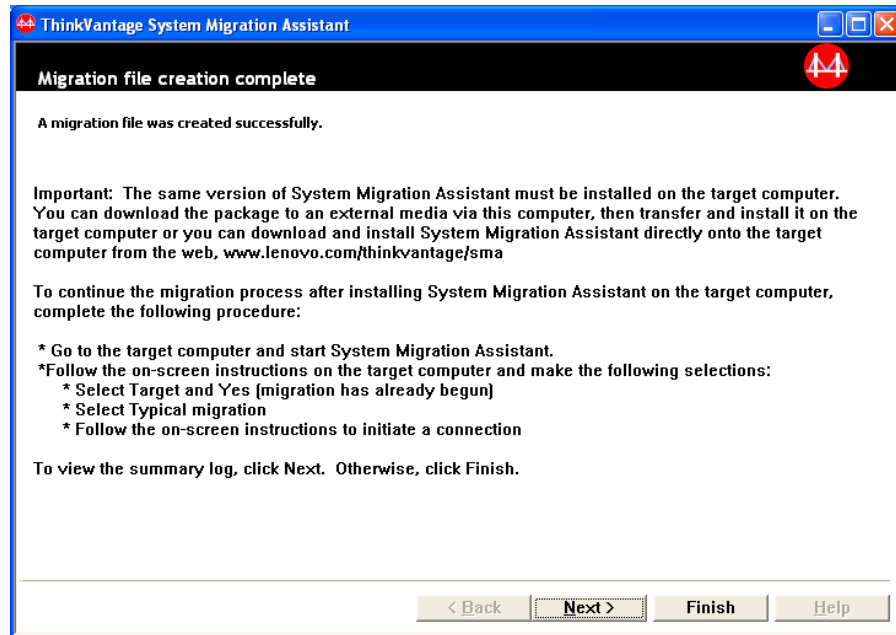 ThinkVantage System Migration Assistant
Migration file creation complete
A migration file was created successfully.
Important:  The same version of System Migration Assistant must be installed on the target computer.
You can download the package to an external media via this computer, then transfer and install it on the
target computer or you can download and install System Migration Assistant directly onto the target
computer from the web, www.lenovo.com/thinkvantage/sma
To continue the migration process after installing System Migration Assistant on the target computer,
complete the following procedure:
* Go to the target computer and start System Migration Assistant.
*Follow the on-screen instructions on the target computer and make the following selections:
* Select Target and Yes (migration has already begun)
* Select Typical migration
* Follow the on-screen instructions to initiate a connection
To view the summary log, click Next.  Otherwise, click Finish.
< Back
Next >
Finish
Help